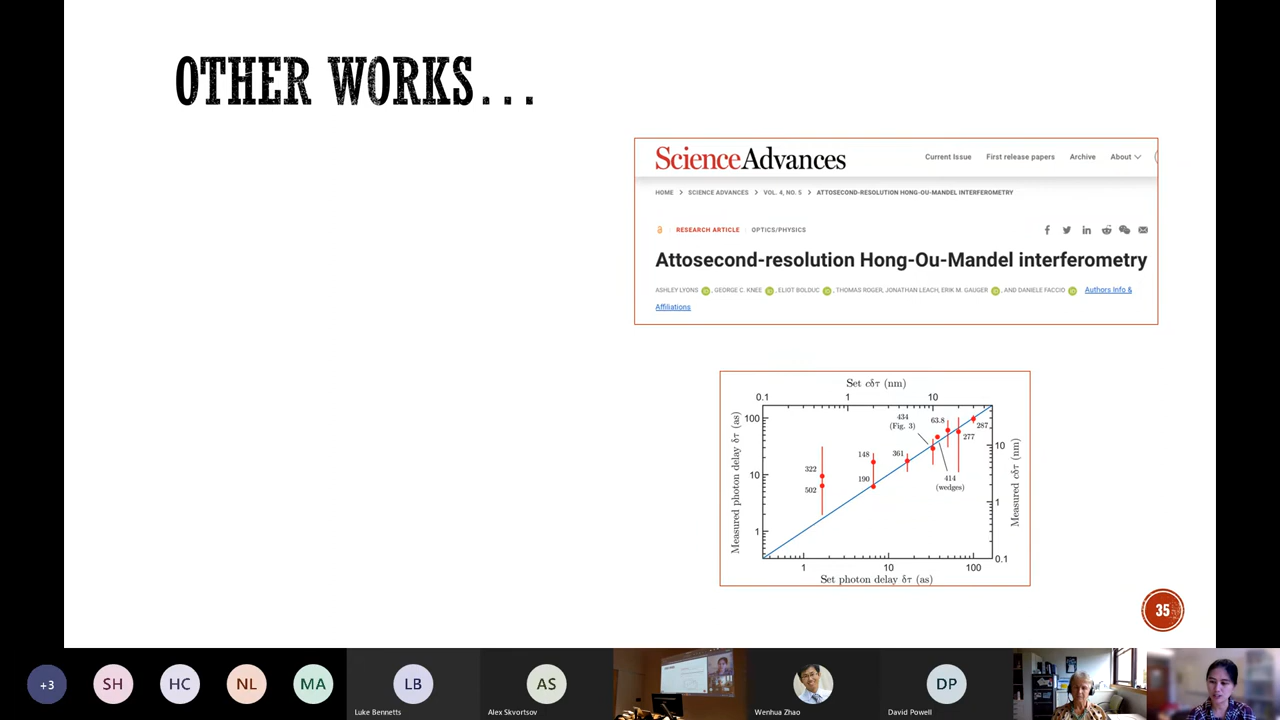 OTHER WORKS...
ScienceAdvances
Current Issue First release papers Archive About
HOME > SCIENCE ADVANCES > VOL. 4, NO. 5 > ATTOSECOND-RESOLUTION HONG-OU-MANDEL INTERFEROMETRY
RESEARCH ARTICLE OPTICS/PHYSICS
Attosecond-resolution Hong-Ou-Mandel interferometry
ASHLEY LYONS, GEORGE C. KNEE, ELIOT BOLDUC, THOMAS ROGER, JONATHAN LEACH, ERIK M. GAUGER, AND DANIELE FACCIO Authors Info &
Affiliations
Set cδτ (nm)
0.1 1 10
Measured photon delay δτ (as)
100
10
1
434
(Fig. 3)
63.8
287
277
148
361
322
190
502
414
(wedges)
10
1
0.1
Measured cδτ (nm)
1 10 100
Set photon delay δτ (as)
35
+3
SH
HC
NL
MA
LB
Luke Bennetts
AS
Alex Skvortsov
Wenhua Zhao
DP
David Powell